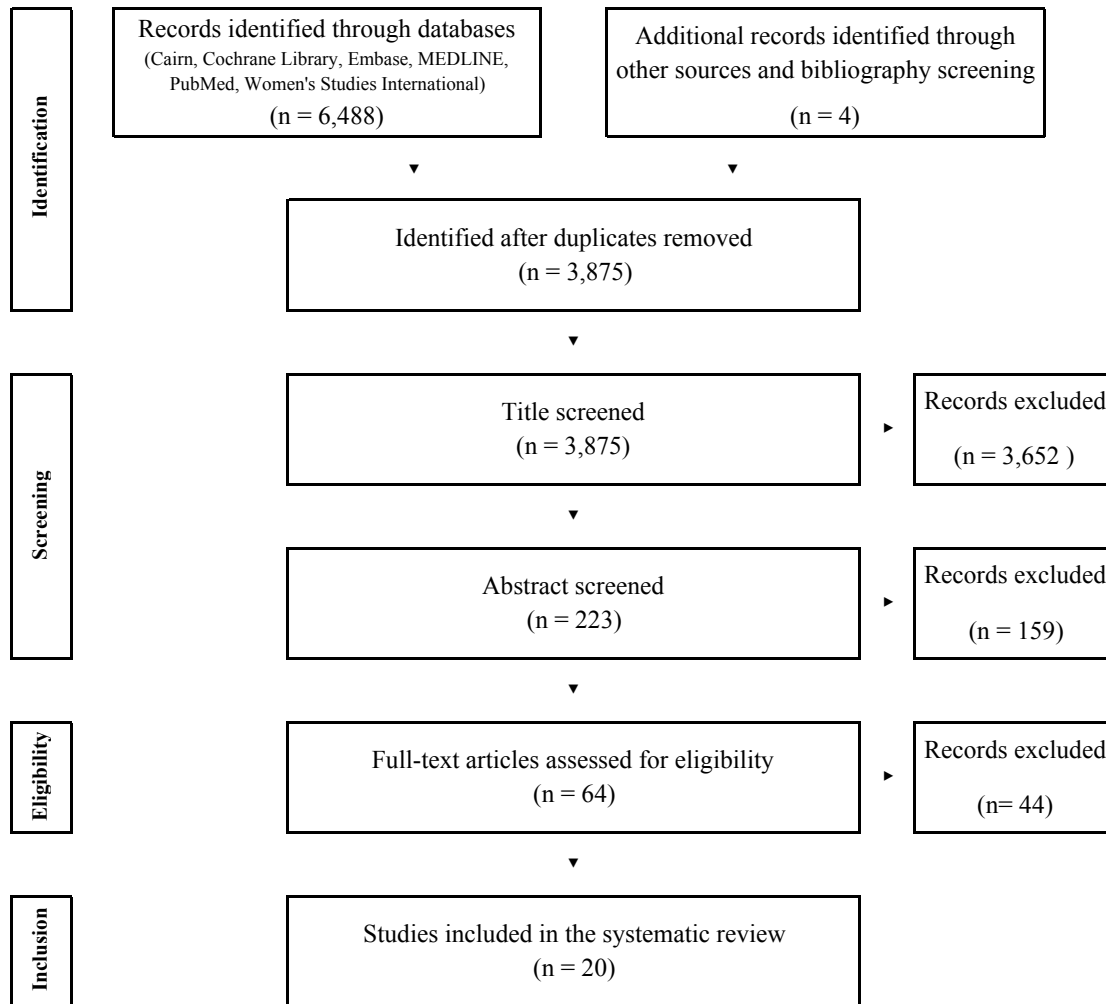 Identification
Records identified through databases
(Cairn, Cochrane Library, Embase, MEDLINE,
PubMed, Women's Studies International)
(n = 6,488)
Additional records identified through
other sources and bibliography screening
(n = 4)
Identified after duplicates removed
(n = 3,875)
Screening
Title screened
(n = 3,875)
Records excluded
(n = 3,652 )
Abstract screened
(n = 223)
Records excluded
(n = 159)
Eligibility
Full-text articles assessed for eligibility
(n = 64)
Records excluded
(n= 44)
Inclusion
Studies included in the systematic review
(n = 20)